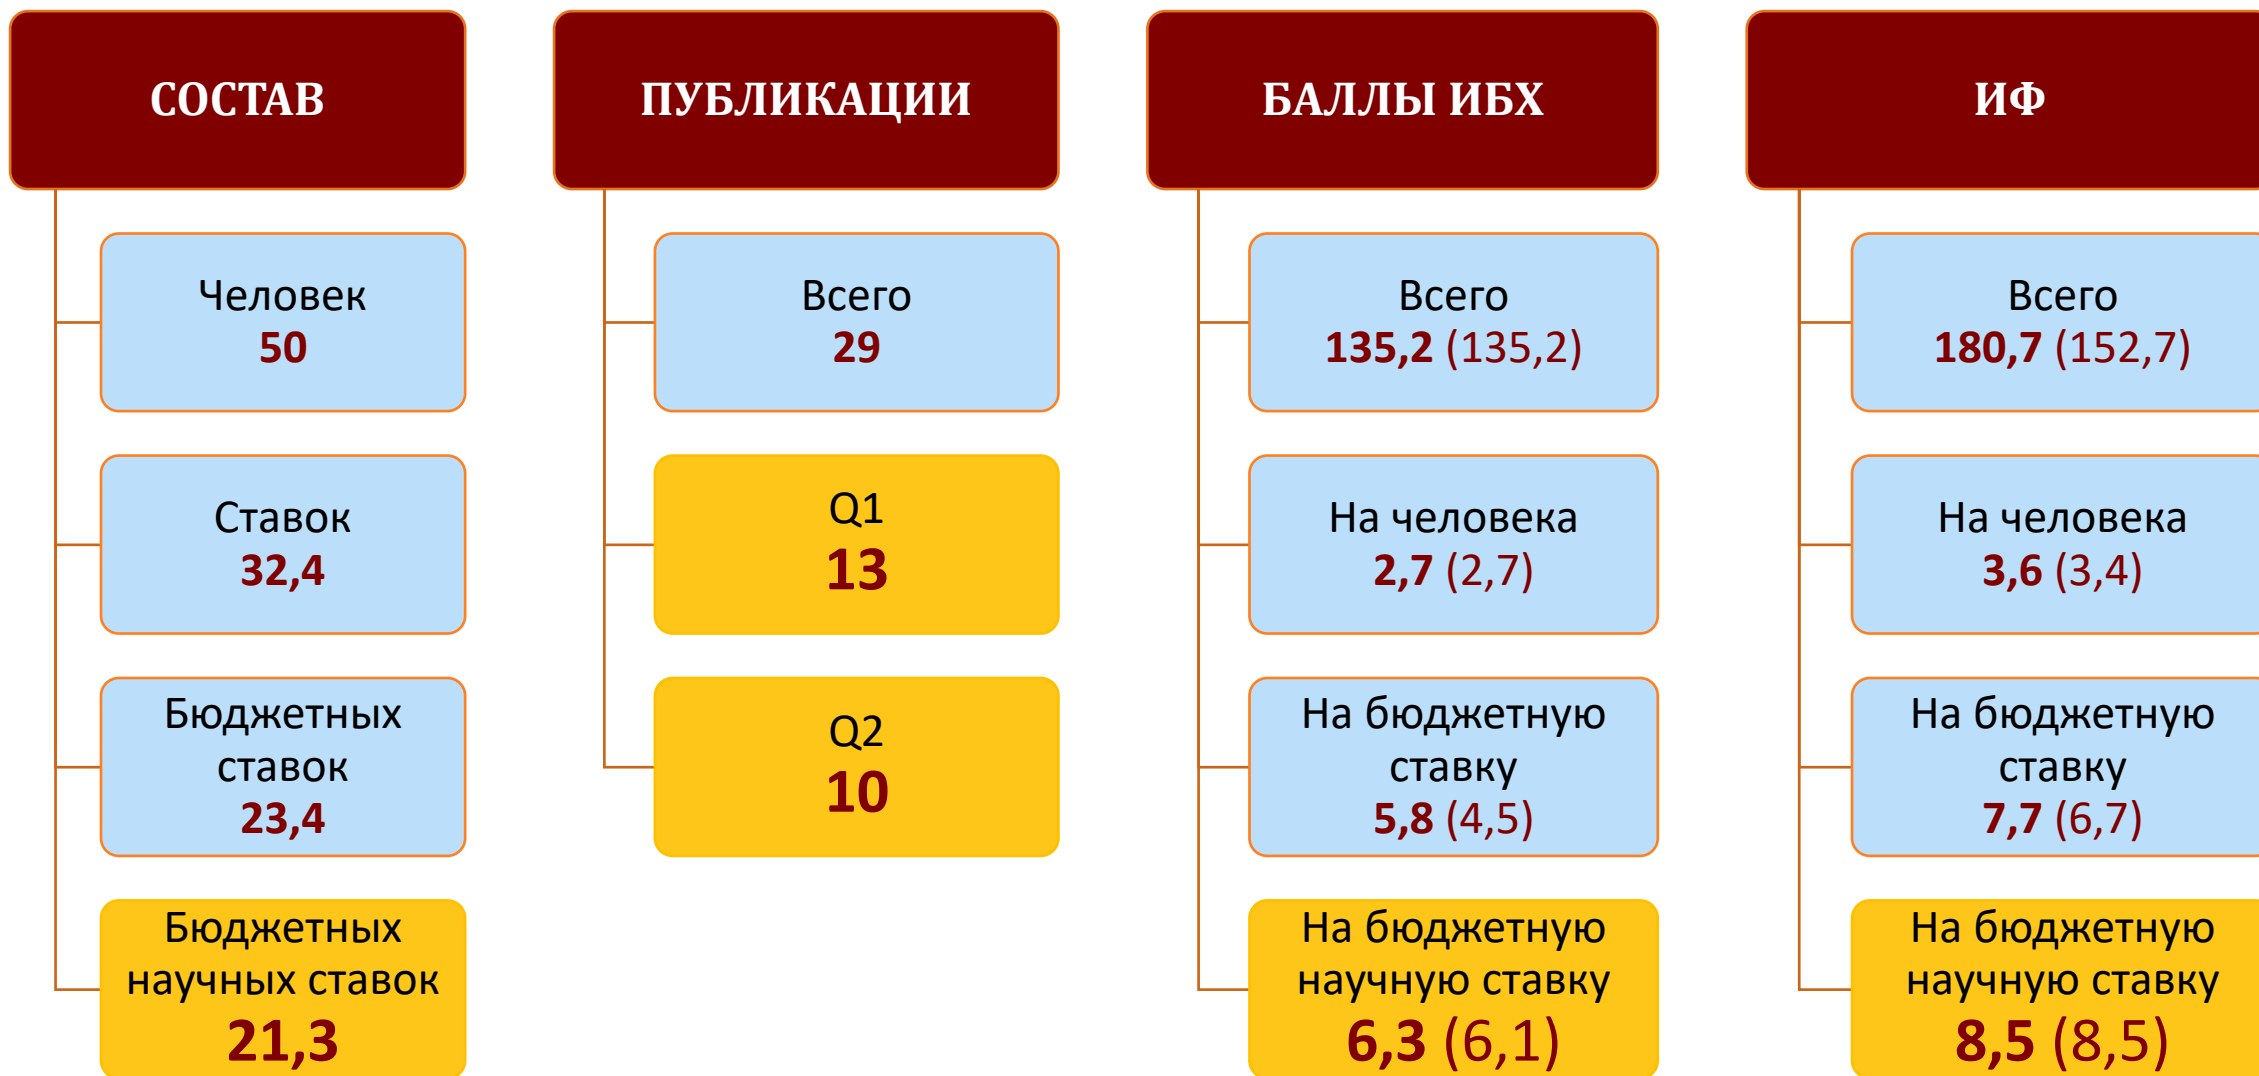 СОСТАВ
Человек
50
Ставок
32,4
Бюджетных
ставок
23,4
Бюджетных
научных ставок
21,3
ПУБЛИКАЦИИ
Всего
29
Q1
13
Q2
10
БАЛЛЫ ИБХ
Всего
135,2 (135,2)
На человека
2,7 (2,7)
На бюджетную
ставку
5,8 (4,5)
На бюджетную
научную ставку
6,3 (6,1)
ИФ
Всего
180,7 (152,7)
На человека
3,6 (3,4)
На бюджетную
ставку
7,7 (6,7)
На бюджетную
научную ставку
8,5 (8,5)